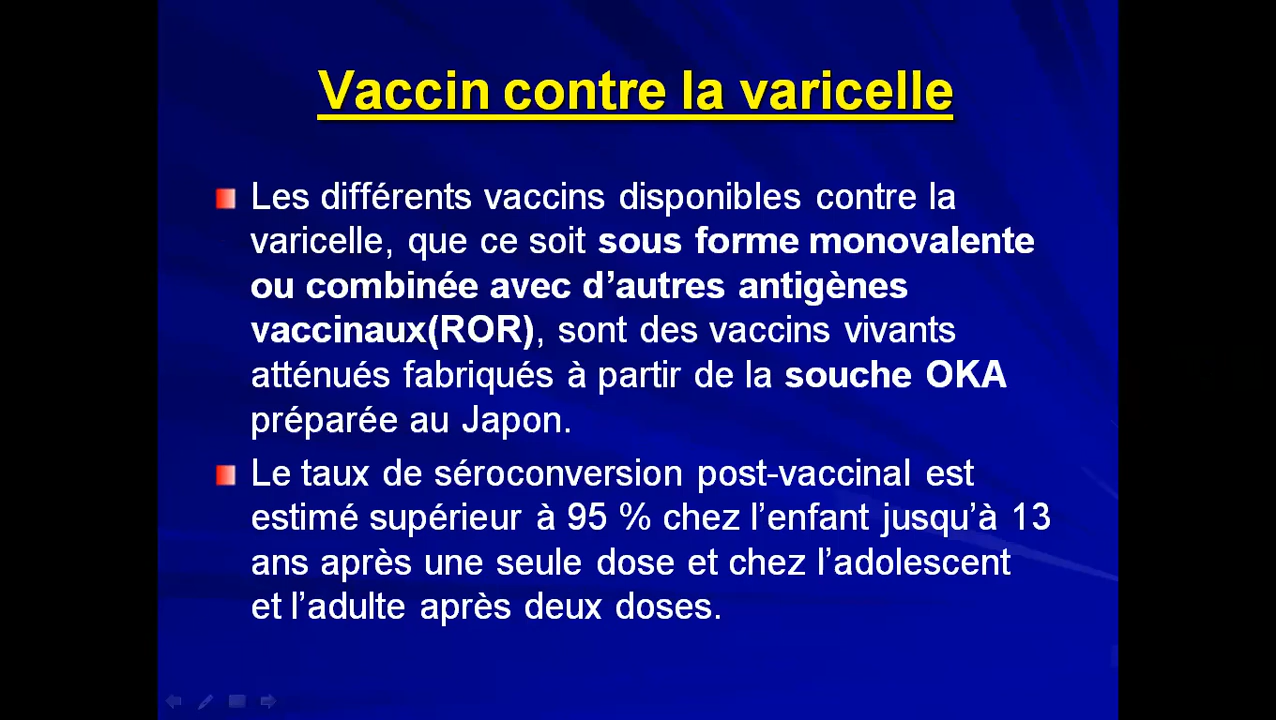 Vaccin contre la varicelle
Les différents vaccins disponibles contre la
varicelle, que ce soit sous forme monovalente
ou combinée avec d’autres antigènes
vaccinaux(ROR), sont des vaccins vivants
atténués fabriqués à partir de la souche OKA
préparée au Japon.
Le taux de séroconversion post-vaccinal est
estimé supérieur à 95 % chez l’enfant jusqu’à 13
ans après une seule dose et chez l’adolescent
et l’adulte après deux doses.